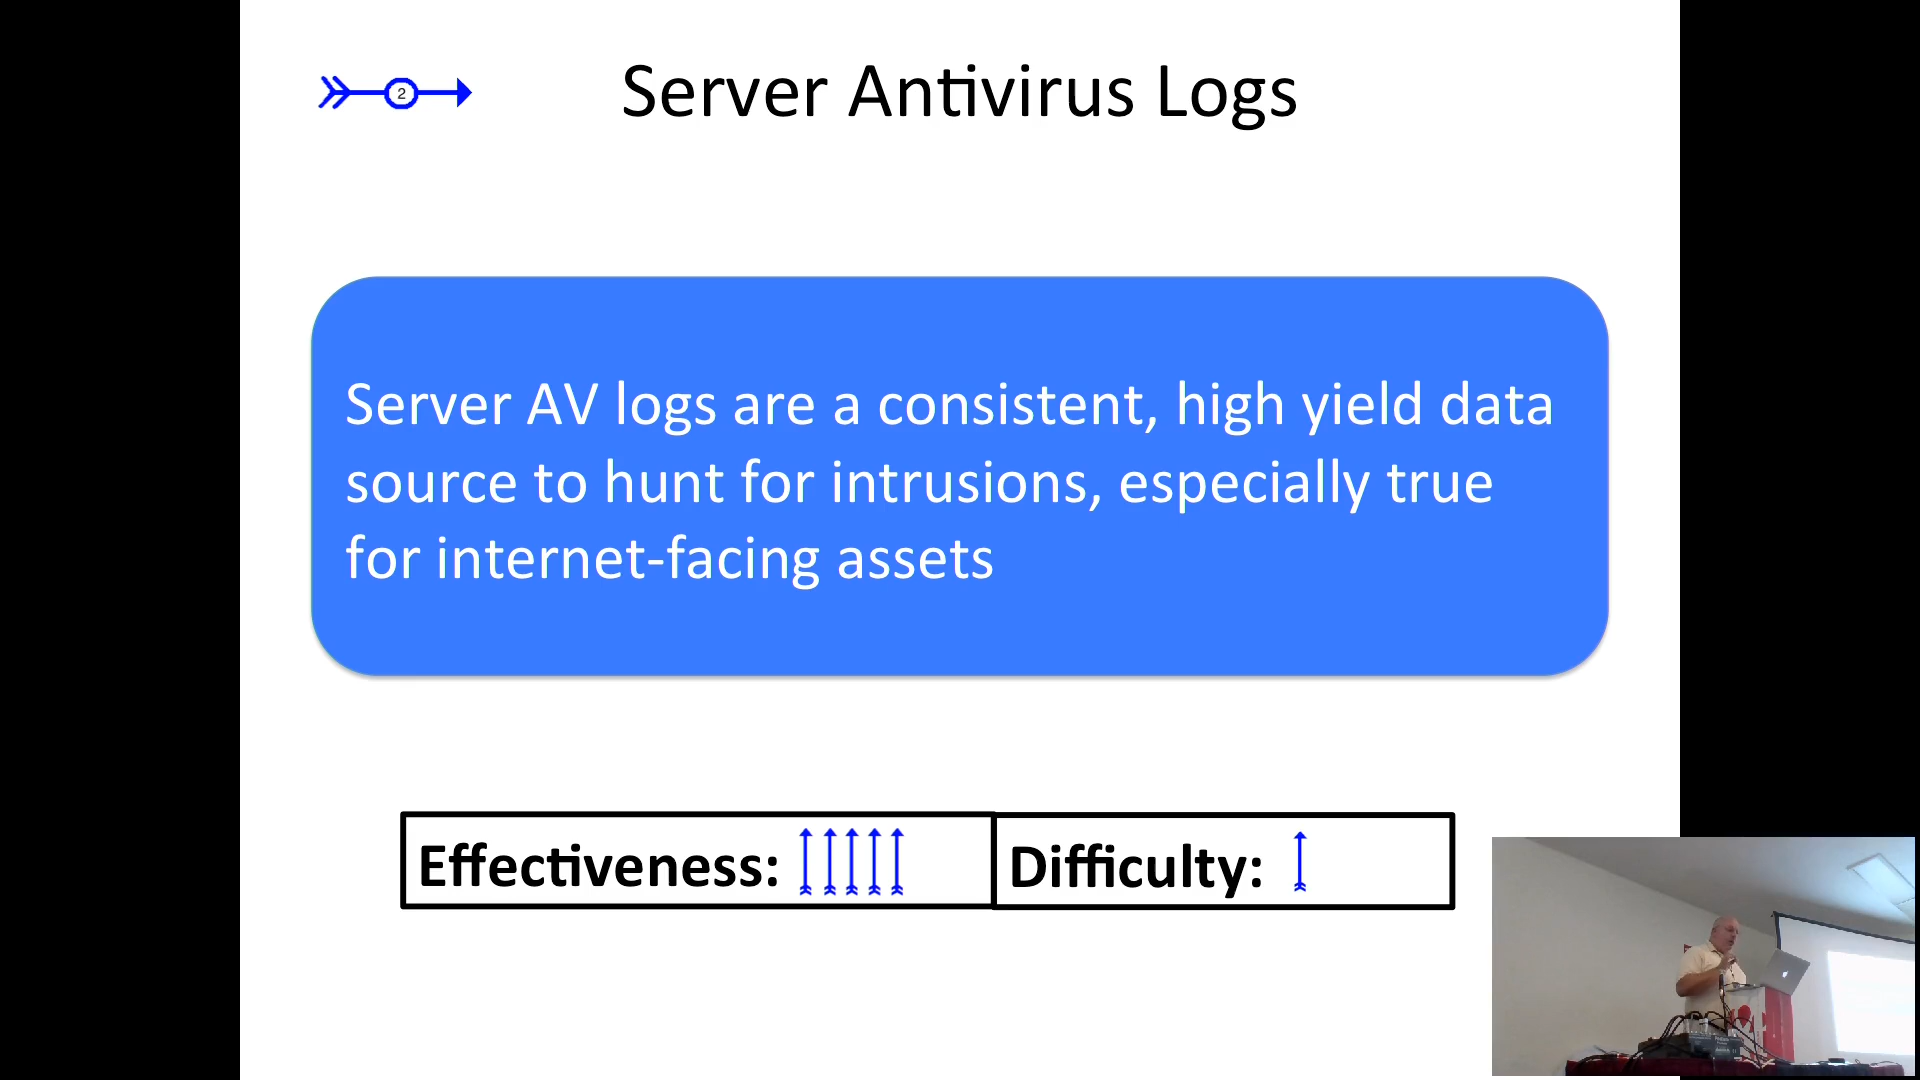 2
Server Antivirus Logs
Server AV logs are a consistent, high yield data
source to hunt for intrusions, especially true
for internet-facing assets
Effectiveness:
Difficulty: